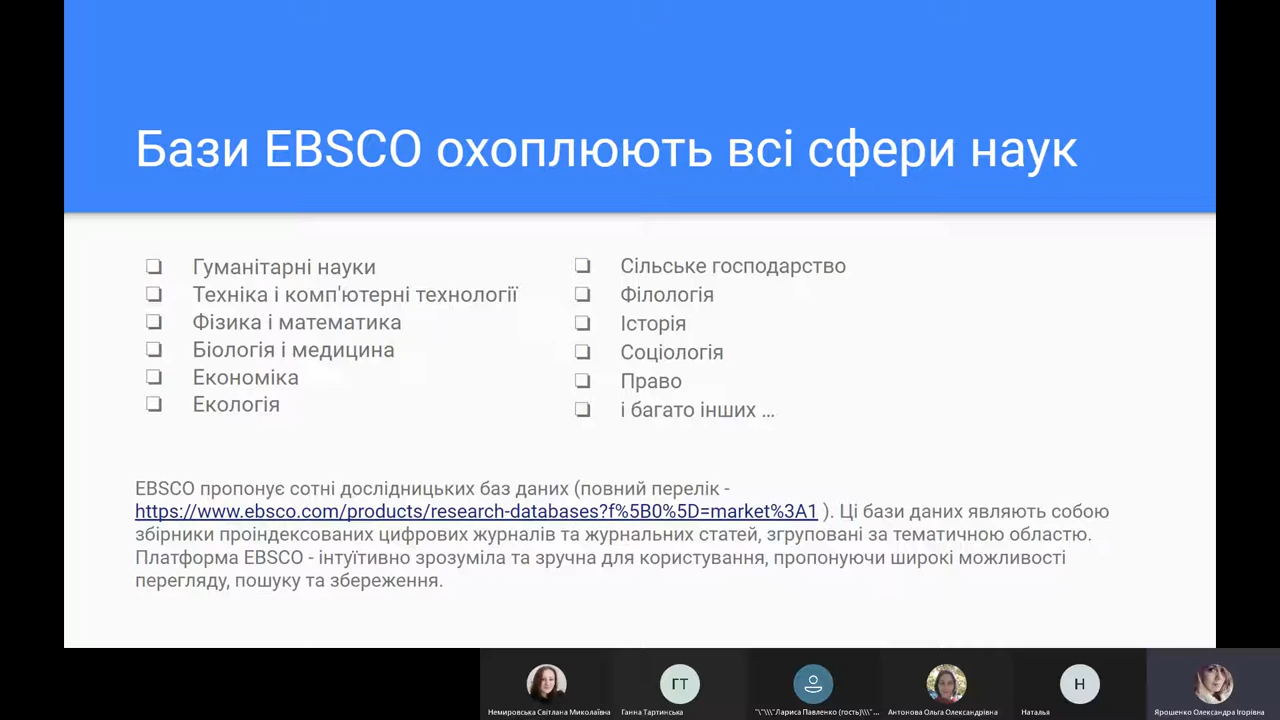 Бази EBSCO охоплюють всі сфери наук
Гуманітарні науки
Техніка і комп'ютерні технології
Фізика і математика
Біологія і медицина
Економіка
Екологія
Сільське господарство
Філологія
Історія
Соціологія
Право
і багато інших ...
EBSCO пропонує сотні дослідницьких баз даних (повний перелік -
https://www.ebsco.com/products/research-databases?f%5B0%5D=market%3A1 ). Ці бази даних являють собою
збірники проіндексованих цифрових журналів та журнальних статей, згруповані за тематичною областю.
Платформа EBSCO - інтуїтивно зрозуміла та зручна для користування, пропонуючи широкі можливості
перегляду, пошуку та збереження.
ГТ
Н
Немировська Світлана Миколаївна
Ганна Тартинська
"\"\\\"Лариса Павленко (гость)\\\"...
Антонова Ольга Олександрівна
Наталья
Ярошенко Олександра Ігорівна